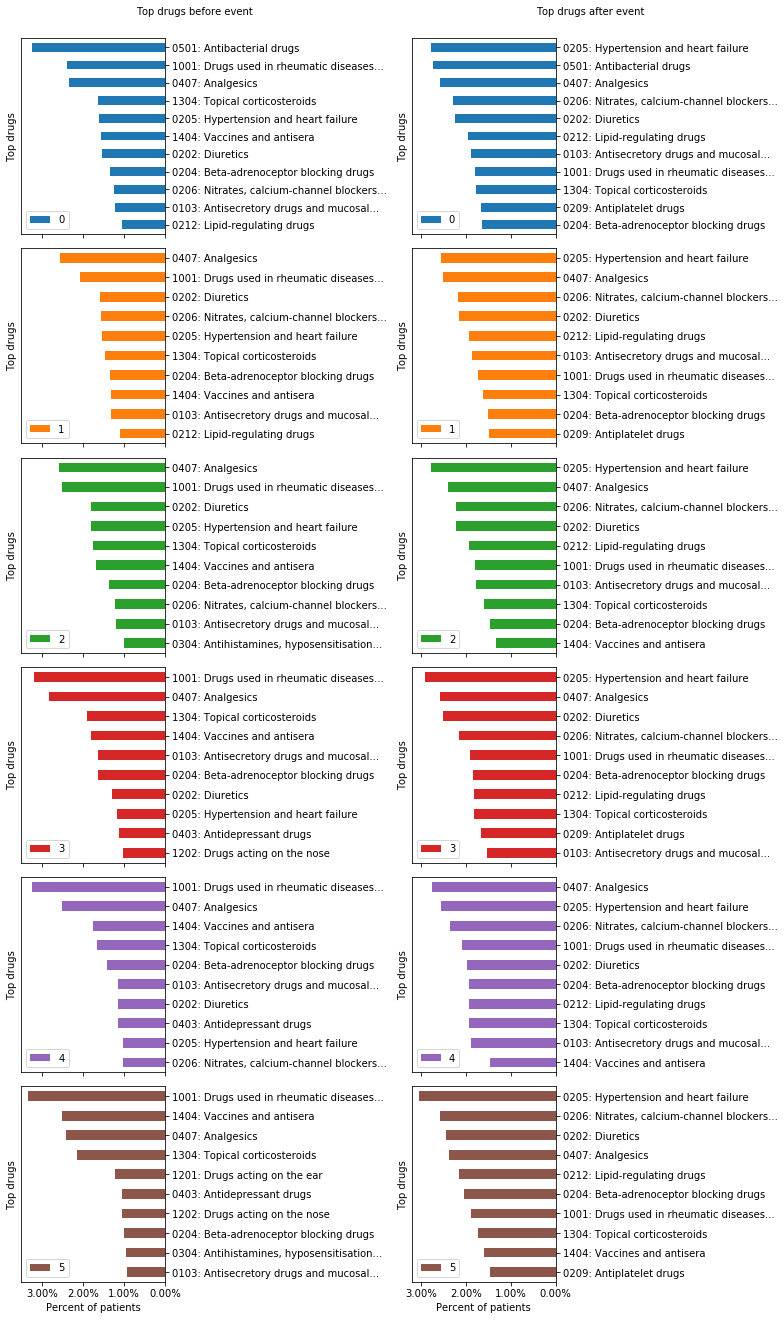 Top drugs before event
Top drugs
0501: Antibacterial drugs
1001: Drugs used in rheumatic diseases...
0407: Analgesics
1304: Topical corticosteroids
0205: Hypertension and heart failure
1404: Vaccines and antisera
0202: Diuretics
0204: Beta-adrenoceptor blocking drugs
0206: Nitrates, calcium-channel blockers...
0103: Antisecretory drugs and mucosal...
0212: Lipid-regulating drugs
0
Top drugs
0407: Analgesics
1001: Drugs used in rheumatic diseases...
0202: Diuretics
0206: Nitrates, calcium-channel blockers...
0205: Hypertension and heart failure
1304: Topical corticosteroids
0204: Beta-adrenoceptor blocking drugs
1404: Vaccines and antisera
0103: Antisecretory drugs and mucosal...
0212: Lipid-regulating drugs
1
Top drugs
0407: Analgesics
1001: Drugs used in rheumatic diseases...
0202: Diuretics
0205: Hypertension and heart failure
1304: Topical corticosteroids
1404: Vaccines and antisera
0204: Beta-adrenoceptor blocking drugs
0206: Nitrates, calcium-channel blockers...
0103: Antisecretory drugs and mucosal...
0304: Antihistamines, hyposensitisation...
2
Top drugs
1001: Drugs used in rheumatic diseases...
0407: Analgesics
1304: Topical corticosteroids
1404: Vaccines and antisera
0103: Antisecretory drugs and mucosal...
0204: Beta-adrenoceptor blocking drugs
0202: Diuretics
0205: Hypertension and heart failure
0403: Antidepressant drugs
1202: Drugs acting on the nose
3
Top drugs
1001: Drugs used in rheumatic diseases...
0407: Analgesics
1404: Vaccines and antisera
1304: Topical corticosteroids
0204: Beta-adrenoceptor blocking drugs
0103: Antisecretory drugs and mucosal...
0202: Diuretics
0403: Antidepressant drugs
0205: Hypertension and heart failure
0206: Nitrates, calcium-channel blockers...
4
Top drugs
1001: Drugs used in rheumatic diseases...
1404: Vaccines and antisera
0407: Analgesics
1304: Topical corticosteroids
1201: Drugs acting on the ear
0403: Antidepressant drugs
1202: Drugs acting on the nose
0204: Beta-adrenoceptor blocking drugs
0304: Antihistamines, hyposensitisation...
0103: Antisecretory drugs and mucosal...
5
3.00% 2.00% 1.00% 0.00%
Percent of patients
Top drugs after event
Top drugs
0205: Hypertension and heart failure
0501: Antibacterial drugs
0407: Analgesics
0206: Nitrates, calcium-channel blockers...
0202: Diuretics
0212: Lipid-regulating drugs
0103: Antisecretory drugs and mucosal...
1001: Drugs used in rheumatic diseases...
1304: Topical corticosteroids
0209: Antiplatelet drugs
0204: Beta-adrenoceptor blocking drugs
0
Top drugs
0205: Hypertension and heart failure
0407: Analgesics
0206: Nitrates, calcium-channel blockers...
0202: Diuretics
0212: Lipid-regulating drugs
0103: Antisecretory drugs and mucosal...
1001: Drugs used in rheumatic diseases...
1304: Topical corticosteroids
0204: Beta-adrenoceptor blocking drugs
0209: Antiplatelet drugs
1
Top drugs
0205: Hypertension and heart failure
0407: Analgesics
0206: Nitrates, calcium-channel blockers...
0202: Diuretics
0212: Lipid-regulating drugs
1001: Drugs used in rheumatic diseases...
0103: Antisecretory drugs and mucosal...
1304: Topical corticosteroids
0204: Beta-adrenoceptor blocking drugs
1404: Vaccines and antisera
2
Top drugs
0205: Hypertension and heart failure
0407: Analgesics
0202: Diuretics
0206: Nitrates, calcium-channel blockers...
1001: Drugs used in rheumatic diseases...
0204: Beta-adrenoceptor blocking drugs
0212: Lipid-regulating drugs
1304: Topical corticosteroids
0209: Antiplatelet drugs
0103: Antisecretory drugs and mucosal...
3
Top drugs
0407: Analgesics
0205: Hypertension and heart failure
0206: Nitrates, calcium-channel blockers...
1001: Drugs used in rheumatic diseases...
0202: Diuretics
0204: Beta-adrenoceptor blocking drugs
0212: Lipid-regulating drugs
1304: Topical corticosteroids
0103: Antisecretory drugs and mucosal...
1404: Vaccines and antisera
4
Top drugs
0205: Hypertension and heart failure
0206: Nitrates, calcium-channel blockers...
0202: Diuretics
0407: Analgesics
0212: Lipid-regulating drugs
0204: Beta-adrenoceptor blocking drugs
1001: Drugs used in rheumatic diseases...
1304: Topical corticosteroids
1404: Vaccines and antisera
0209: Antiplatelet drugs
5
3.00% 2.00% 1.00% 0.00%
Percent of patients